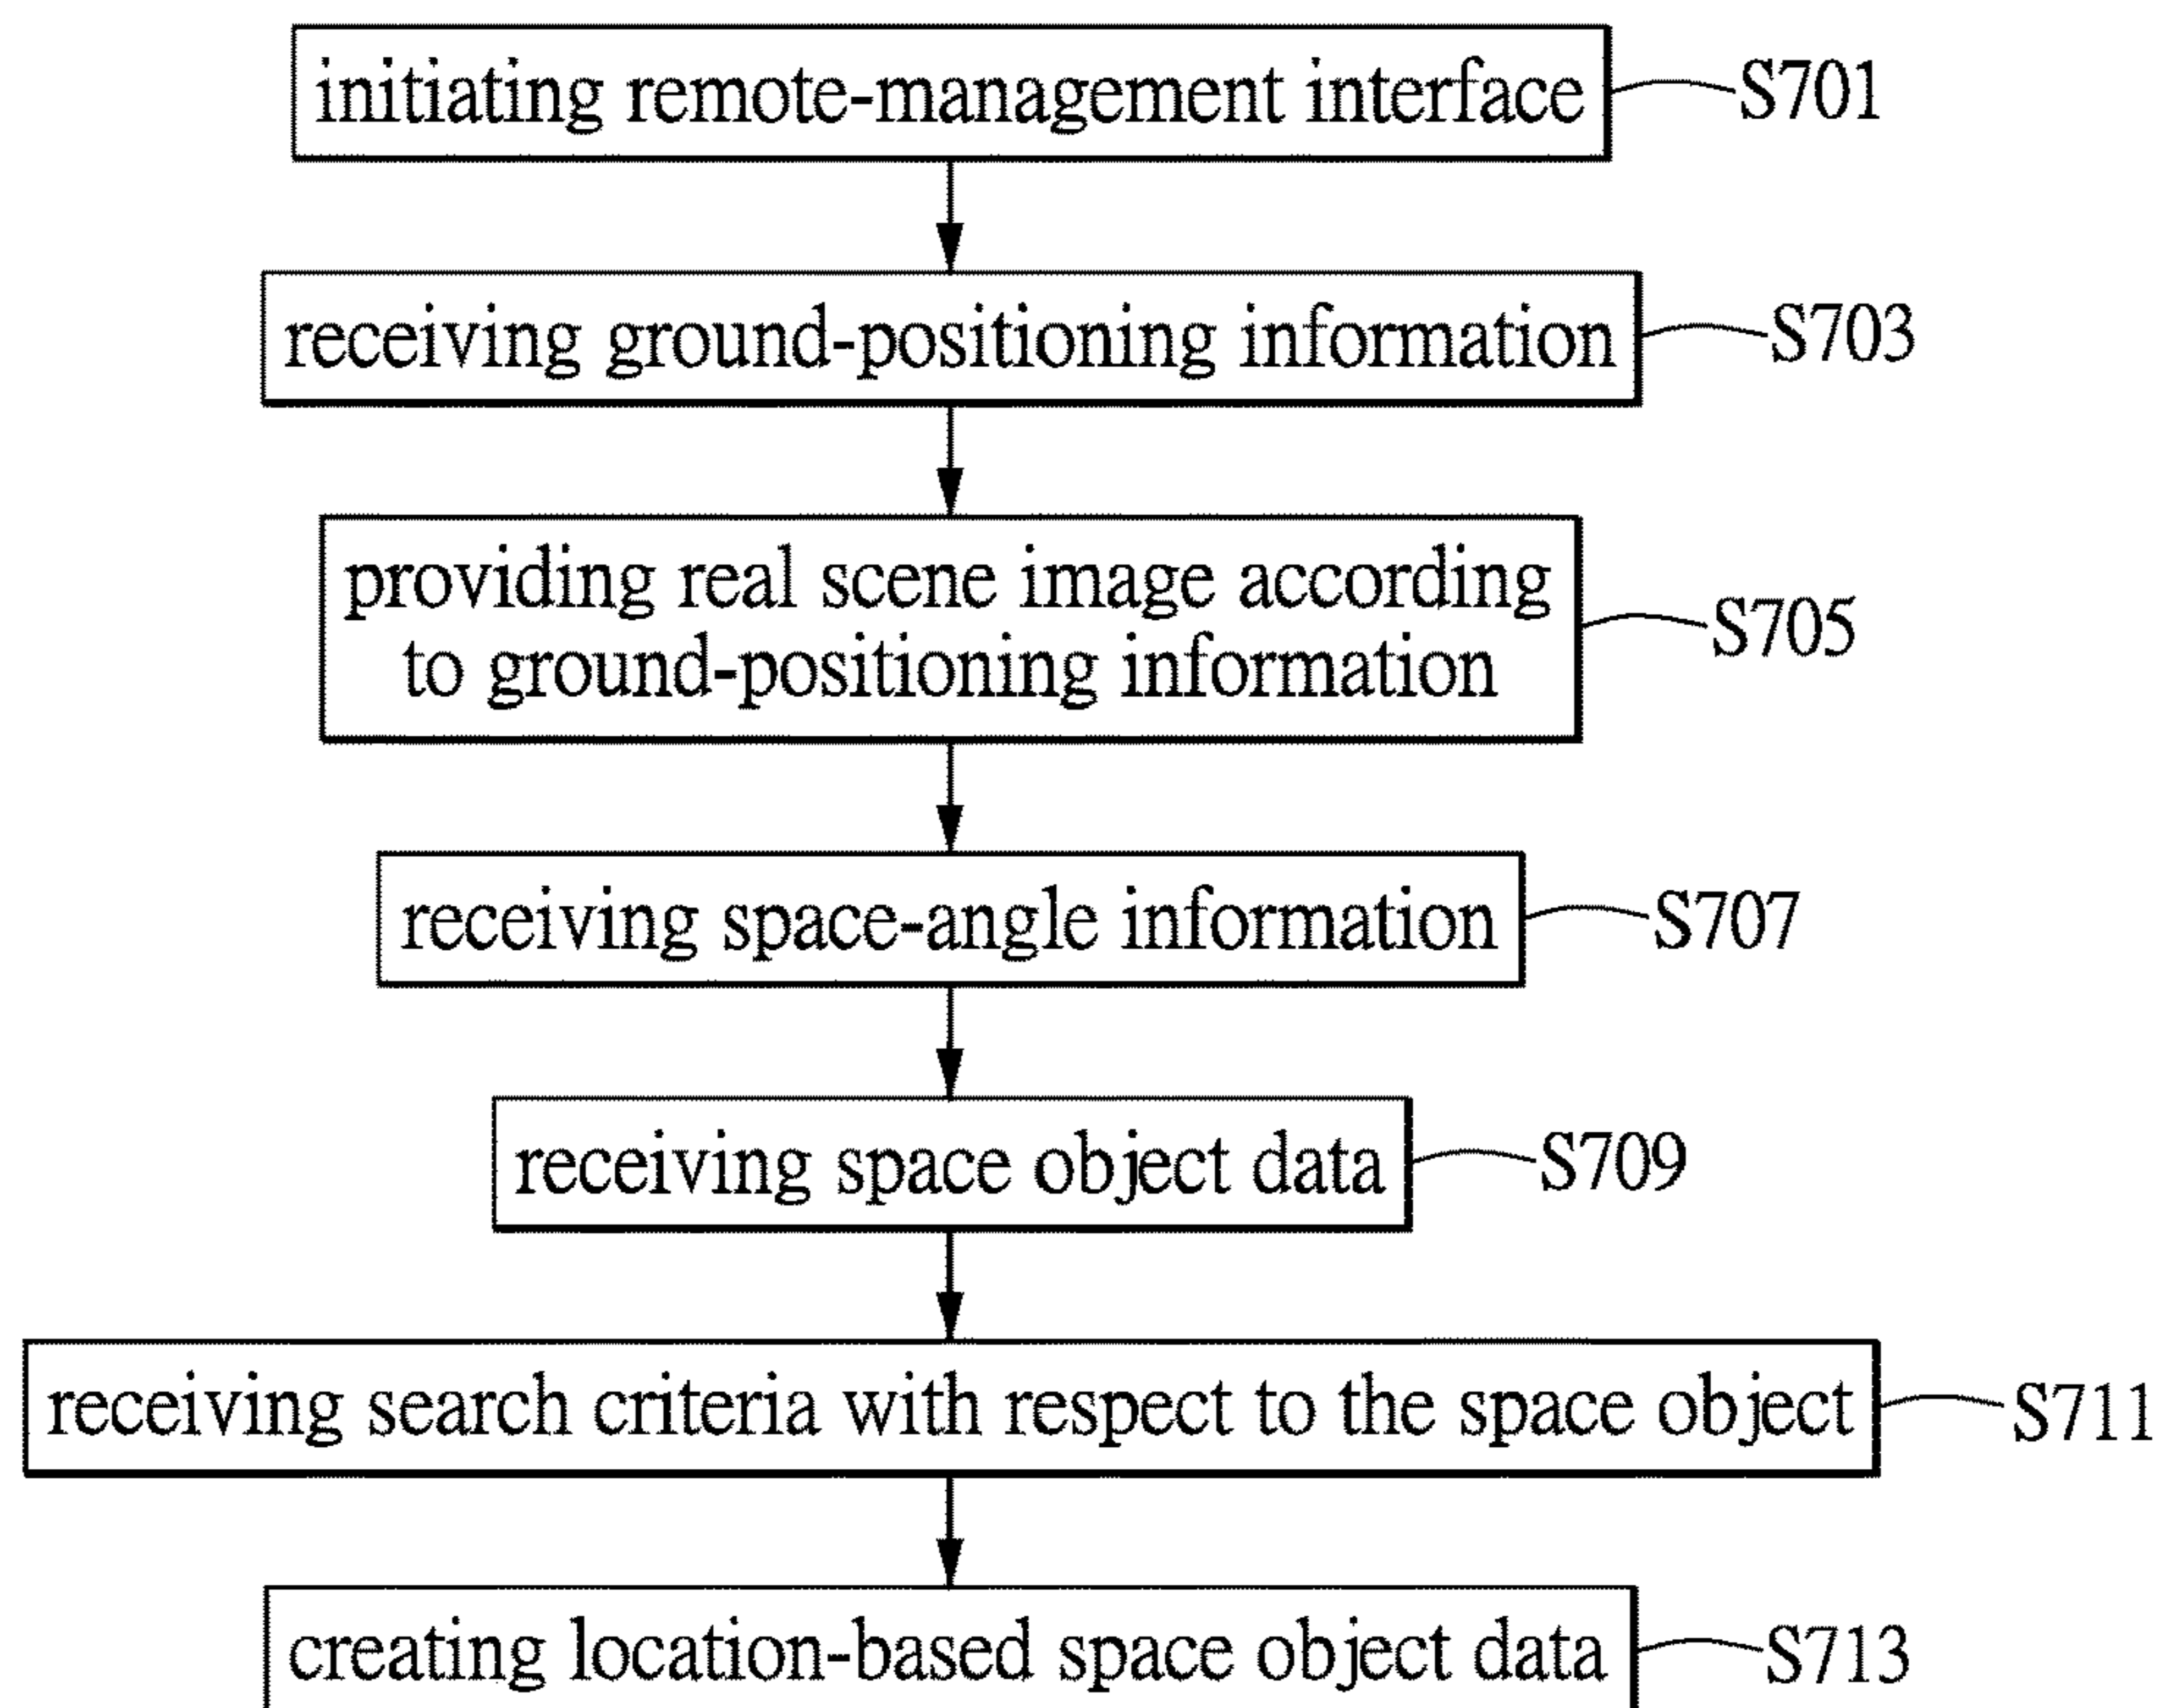 initiating remote-management interface S701
receiving ground-positioning information S703
providing real scene image according
to ground-positioning information S705
receiving space-angle information S707
receiving space object data S709
receiving search criteria with respect to the space object S711
creating location-based space object data S713